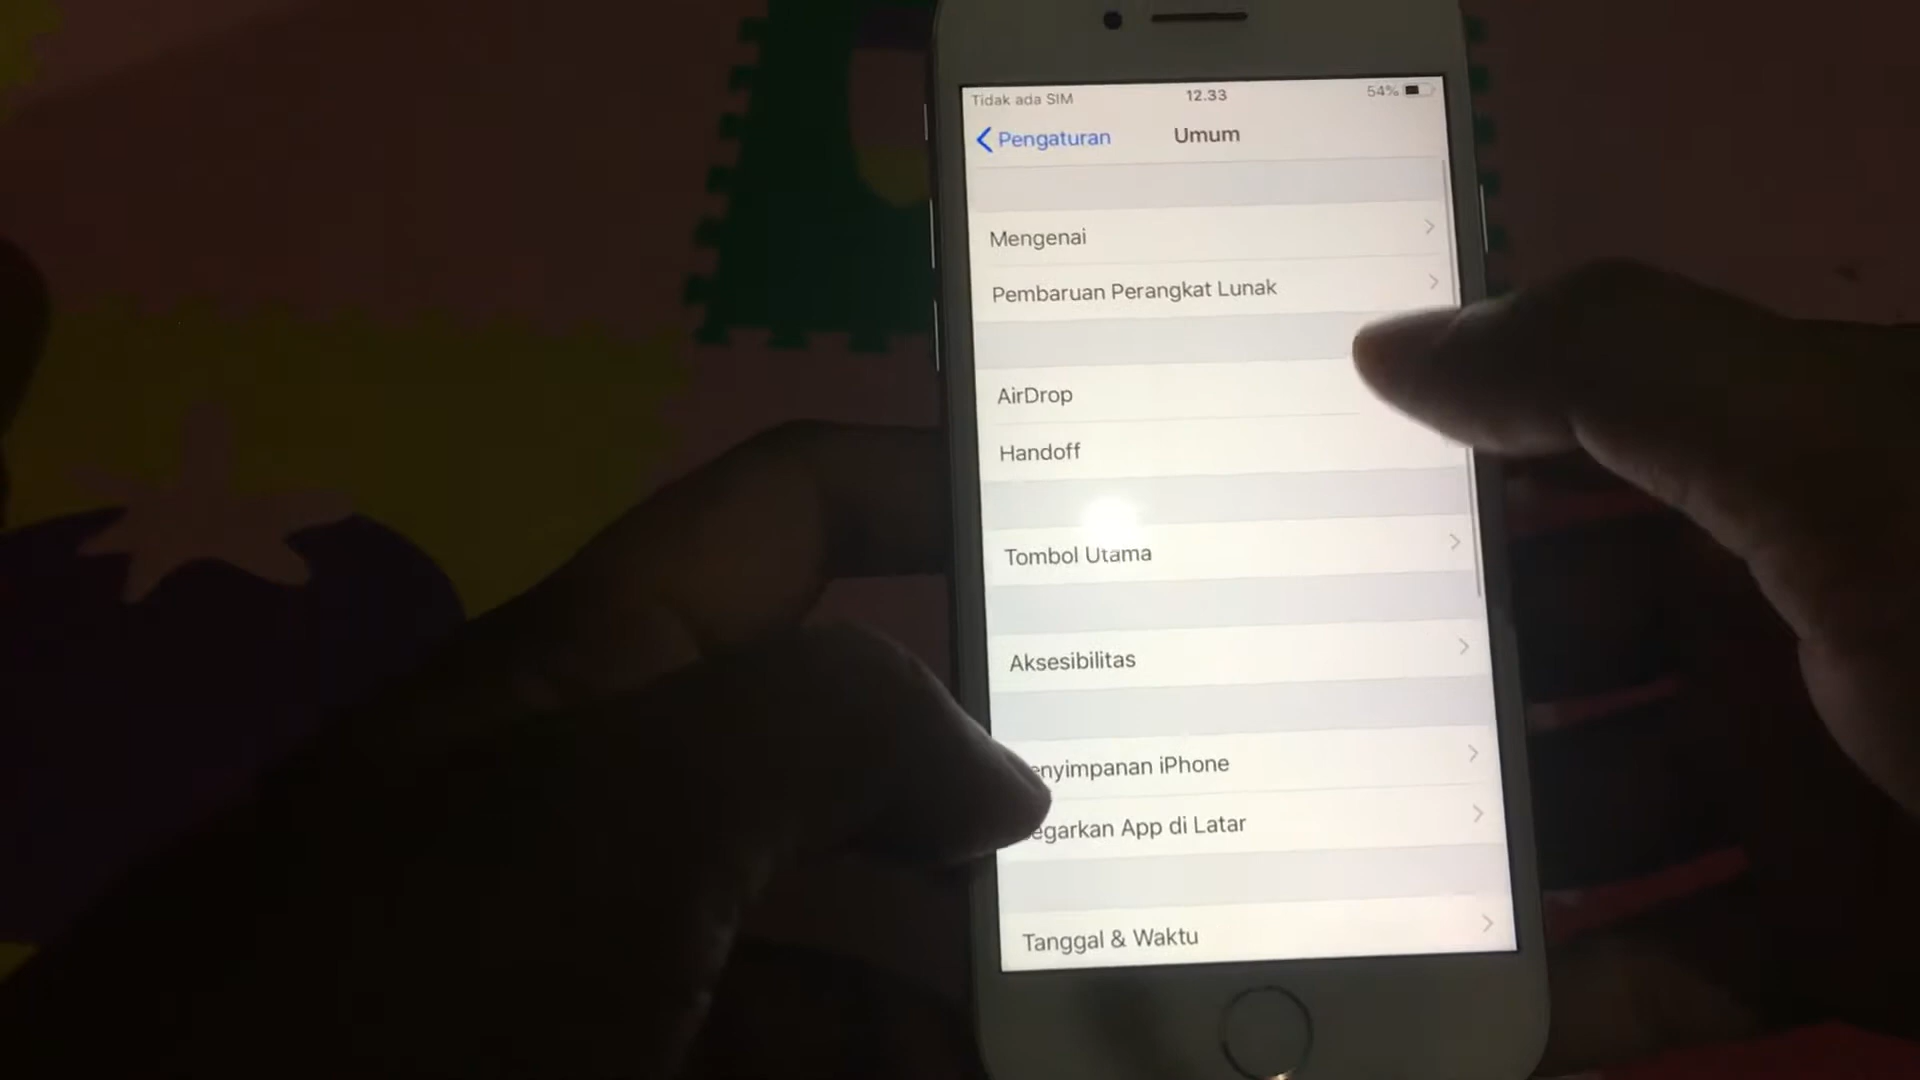 Tidak ada SIM 12.33 54%
Pengaturan Umum
Mengenai
Pembaruan Perangkat Lunak
AirDrop
Handoff
Tombol Utama
Aksesibilitas
enyimpanan iPhone
egarkan App di Latar
Tanggal & Waktu